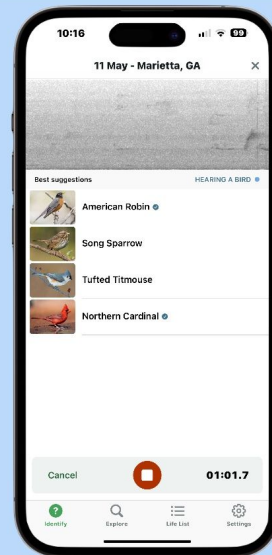 10:16
99
11 May - Marietta, GA ×
Best suggestions HEARING A BIRD
American Robin
Song Sparrow
Tufted Titmouse
Northern Cardinal
Cancel 01:01.7
Identify Explore Life List Settings